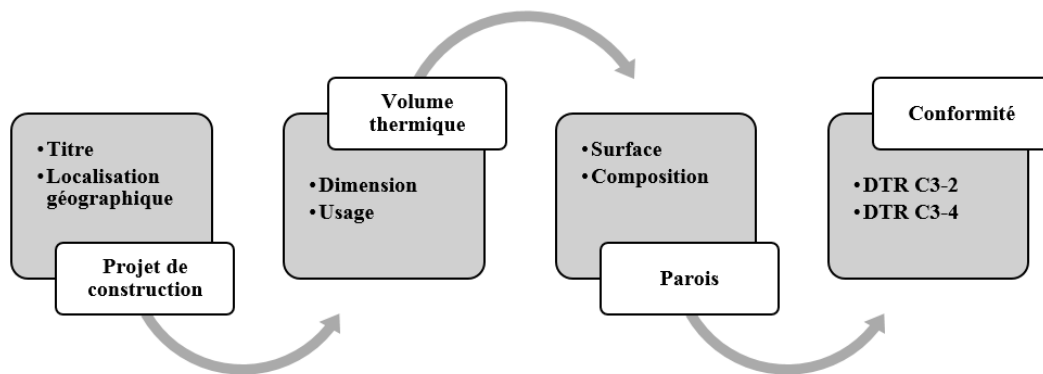 •Titre
•Localisation
géographique
Projet de
construction
Volume
thermique
•Dimension
•Usage
•Surface
•Composition
Parois
Conformité
•DTR C3-2
•DTR C3-4